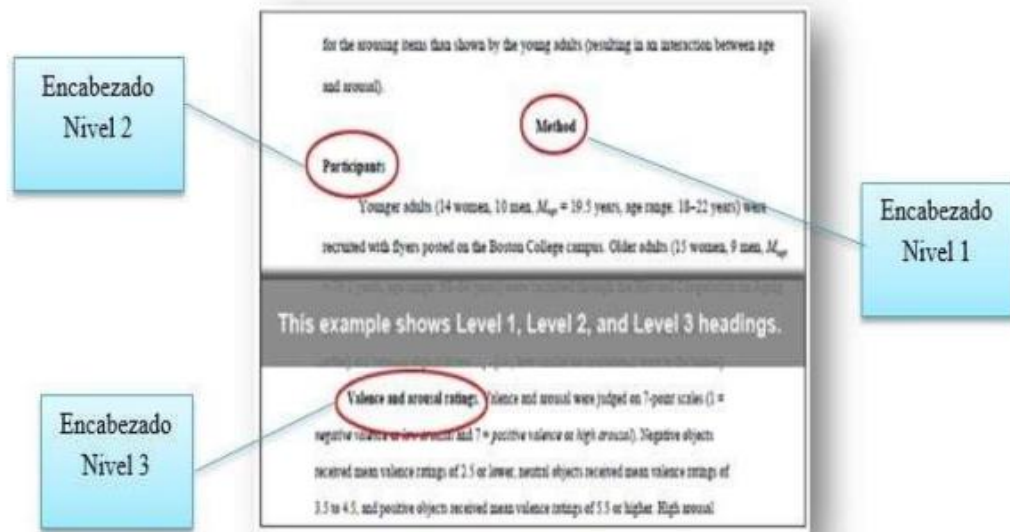 for the arousing items than shown by the young adults (resulting in an interaction between age
and arousal).
Encabezado
Nivel 2
Method
Participants
Younger adults (14 women, 10 men, Mage = 19.5 years, age range: 18–22 years) were
recruited with flyers posted on the Boston College campus. Older adults (15 women, 9 men, Mage
Encabezado
Nivel 1
This example shows Level 1, Level 2, and Level 3 headings.
Valence and arousal ratings. Valence and arousal were judged on 7-point scales (1 =
negative valence or low arousal and 7 = positive valence or high arousal). Negative objects
Encabezado
Nivel 3
received mean valence ratings of 2.5 or lower, neutral objects received mean valence ratings of
3.5 to 4.5, and positive objects received mean valence ratings of 5.5 or higher. High arousal